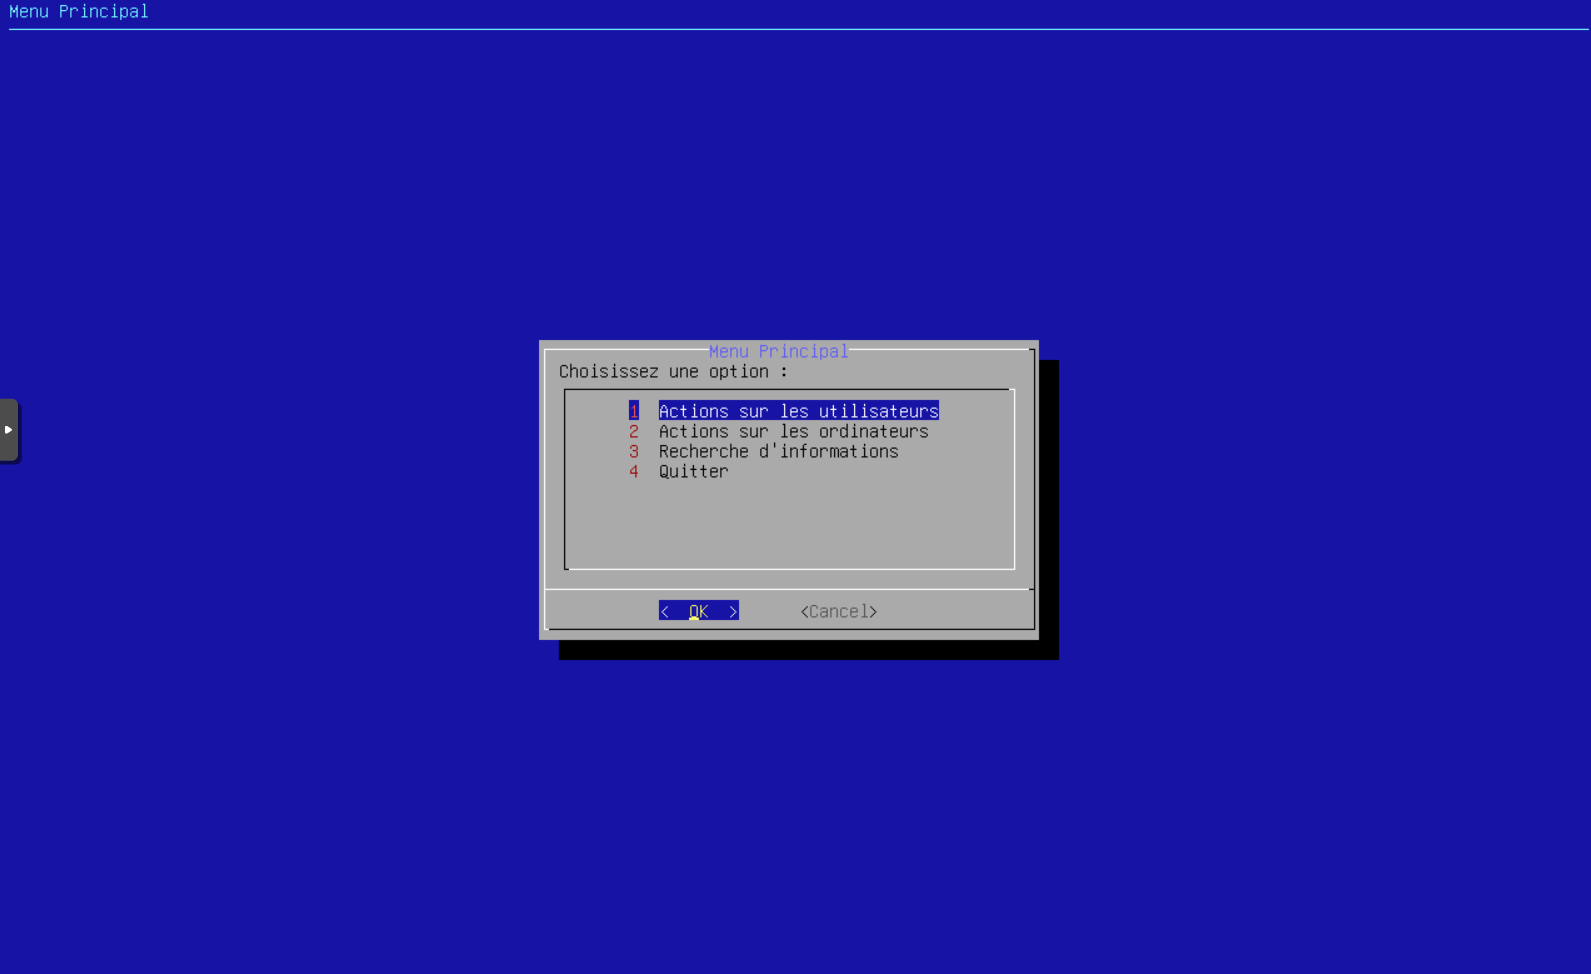 Menu Principal
Menu Principal
Choisissez une option :
1 Actions sur les utilisateurs
2 Actions sur les ordinateurs
3 Recherche d'informations
4 Quitter
< OK > <Cancel>